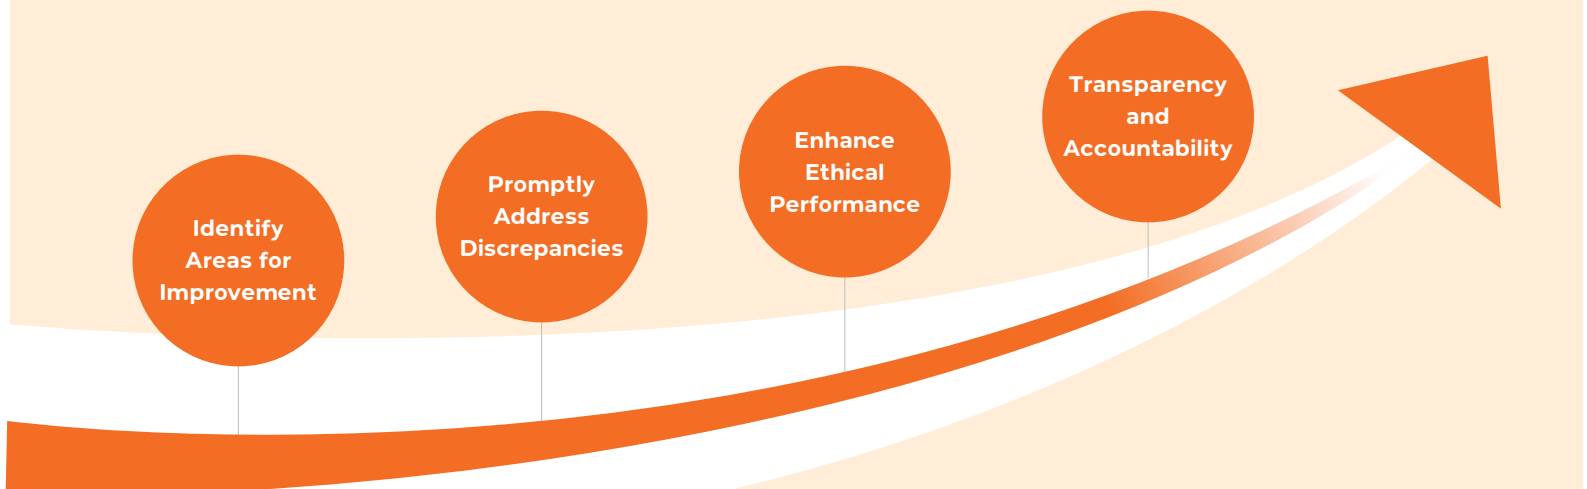 Identify
Areas for
Improvement
Promptly
Address
Discrepancies
Enhance
Ethical
Performance
Transparency
and
Accountability